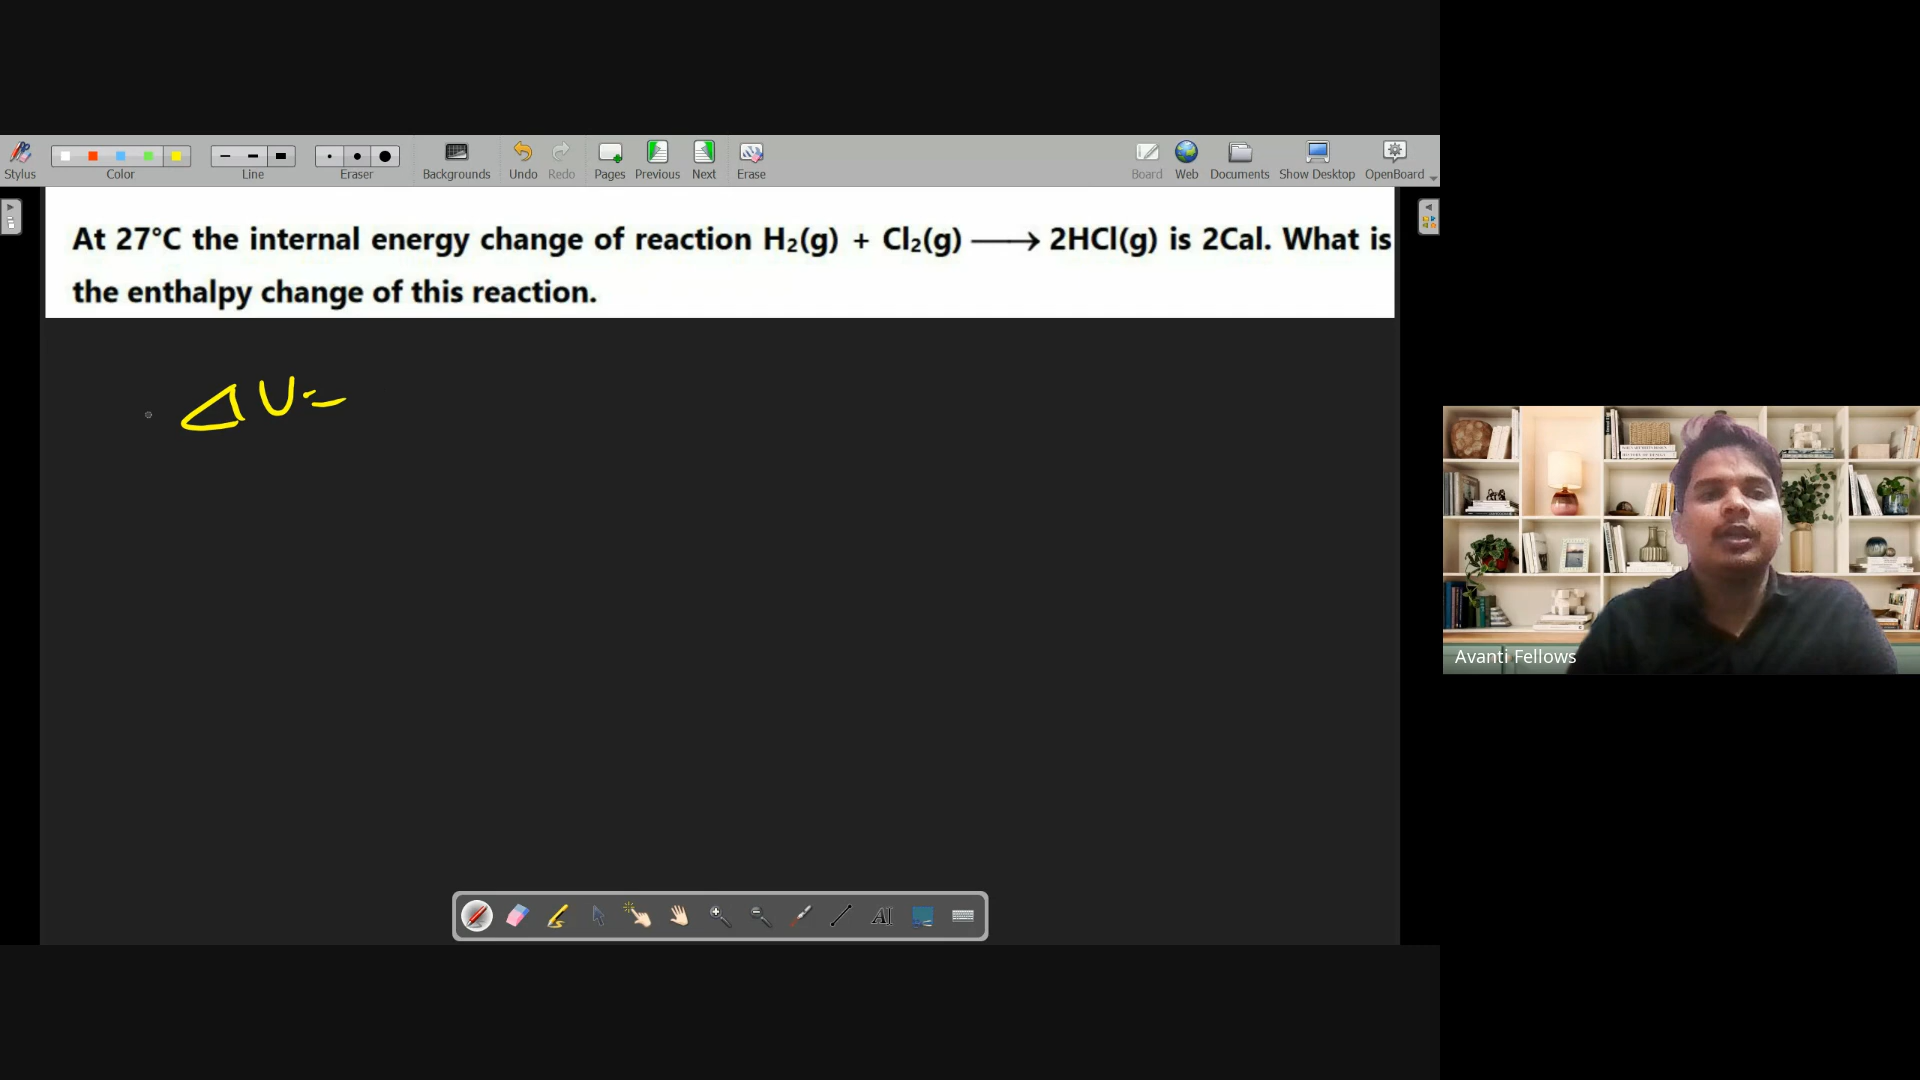 Stylus Color Line Eraser Backgrounds Undo Redo Pages Previous Next Erase Board Web Documents Show Desktop OpenBoard
At 27°C the internal energy change of reaction H₂(g) + Cl₂(g) ⟶ 2HCl(g) is 2Cal. What is
the enthalpy change of this reaction.
ΔU=
AI
Avanti Fellows